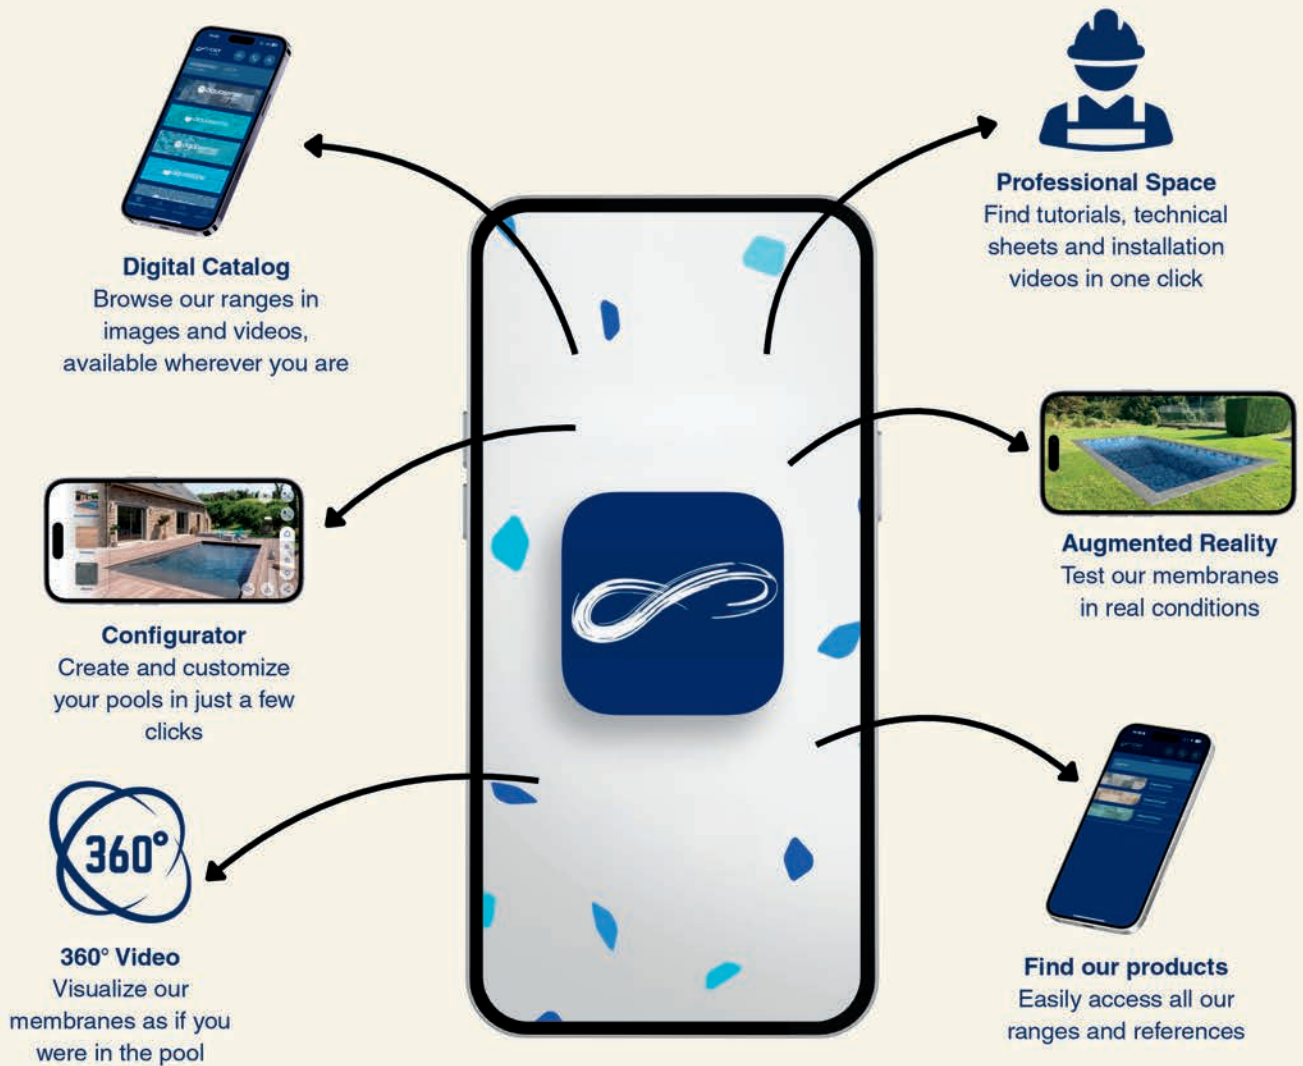 Digital Catalog
Browse our ranges in
images and videos,
available wherever you are
Configurator
Create and customize
your pools in just a few
clicks
360°
360° Video
Visualize our
membranes as if you
were in the pool
Professional Space
Find tutorials, technical
sheets and installation
videos in one click
Augmented Reality
Test our membranes
in real conditions
Find our products
Easily access all our
ranges and references